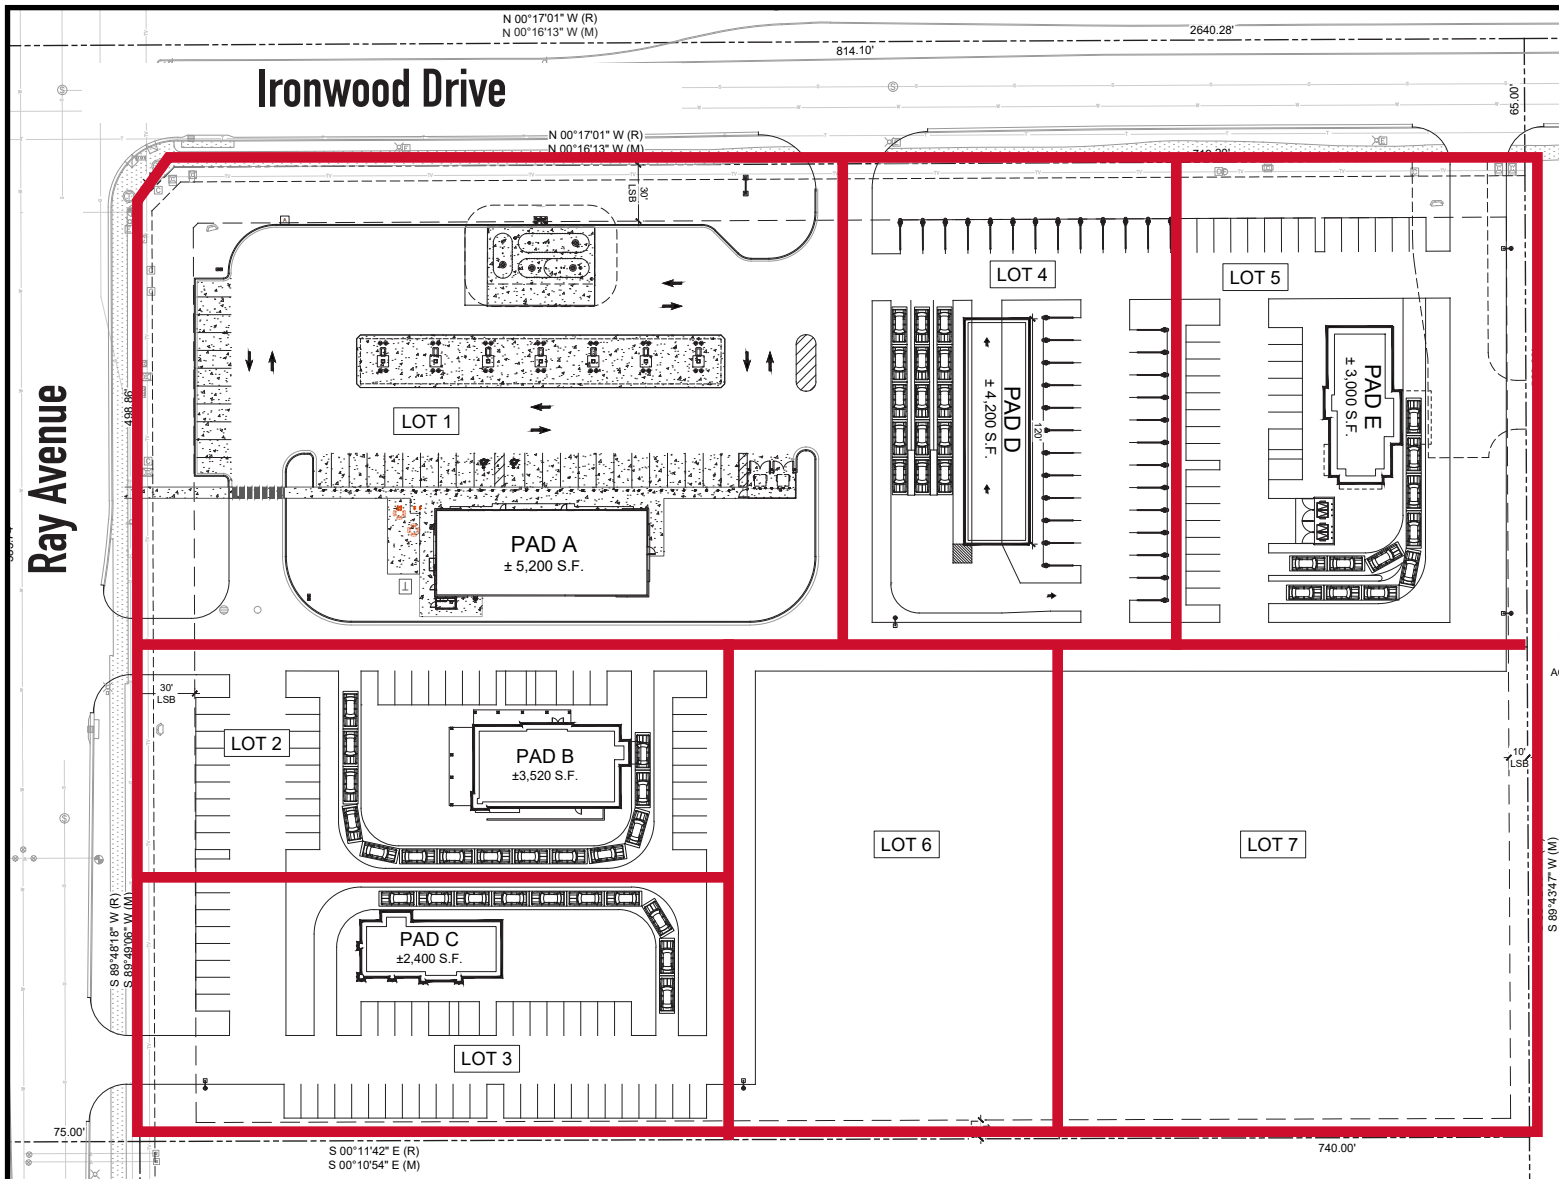 N 00°17'01" W (R)
N 00°16'13" W (M)
2640.28'
814.10'
Ironwood Drive
65.00'
N 00°17'01" W (R)
N 00°16'13" W (M)
30'
LSB
LOT 4
LOT 5
Ray Avenue
498.86'
LOT 1
PAD D
± 4,200 S.F.
120'
PAD E
± 3,000 S.F.
PAD A
± 5,200 S.F.
30'
LSB
LOT 2
PAD B
±3,520 S.F.
10'
LSB
LOT 6
LOT 7
S 89°48'18" W (R)
S 89°49'06" W (M)
S 89°43'47" W (M)
PAD C
±2,400 S.F.
LOT 3
75.00'
S 00°11'42" E (R)
S 00°10'54" E (M)
740.00'